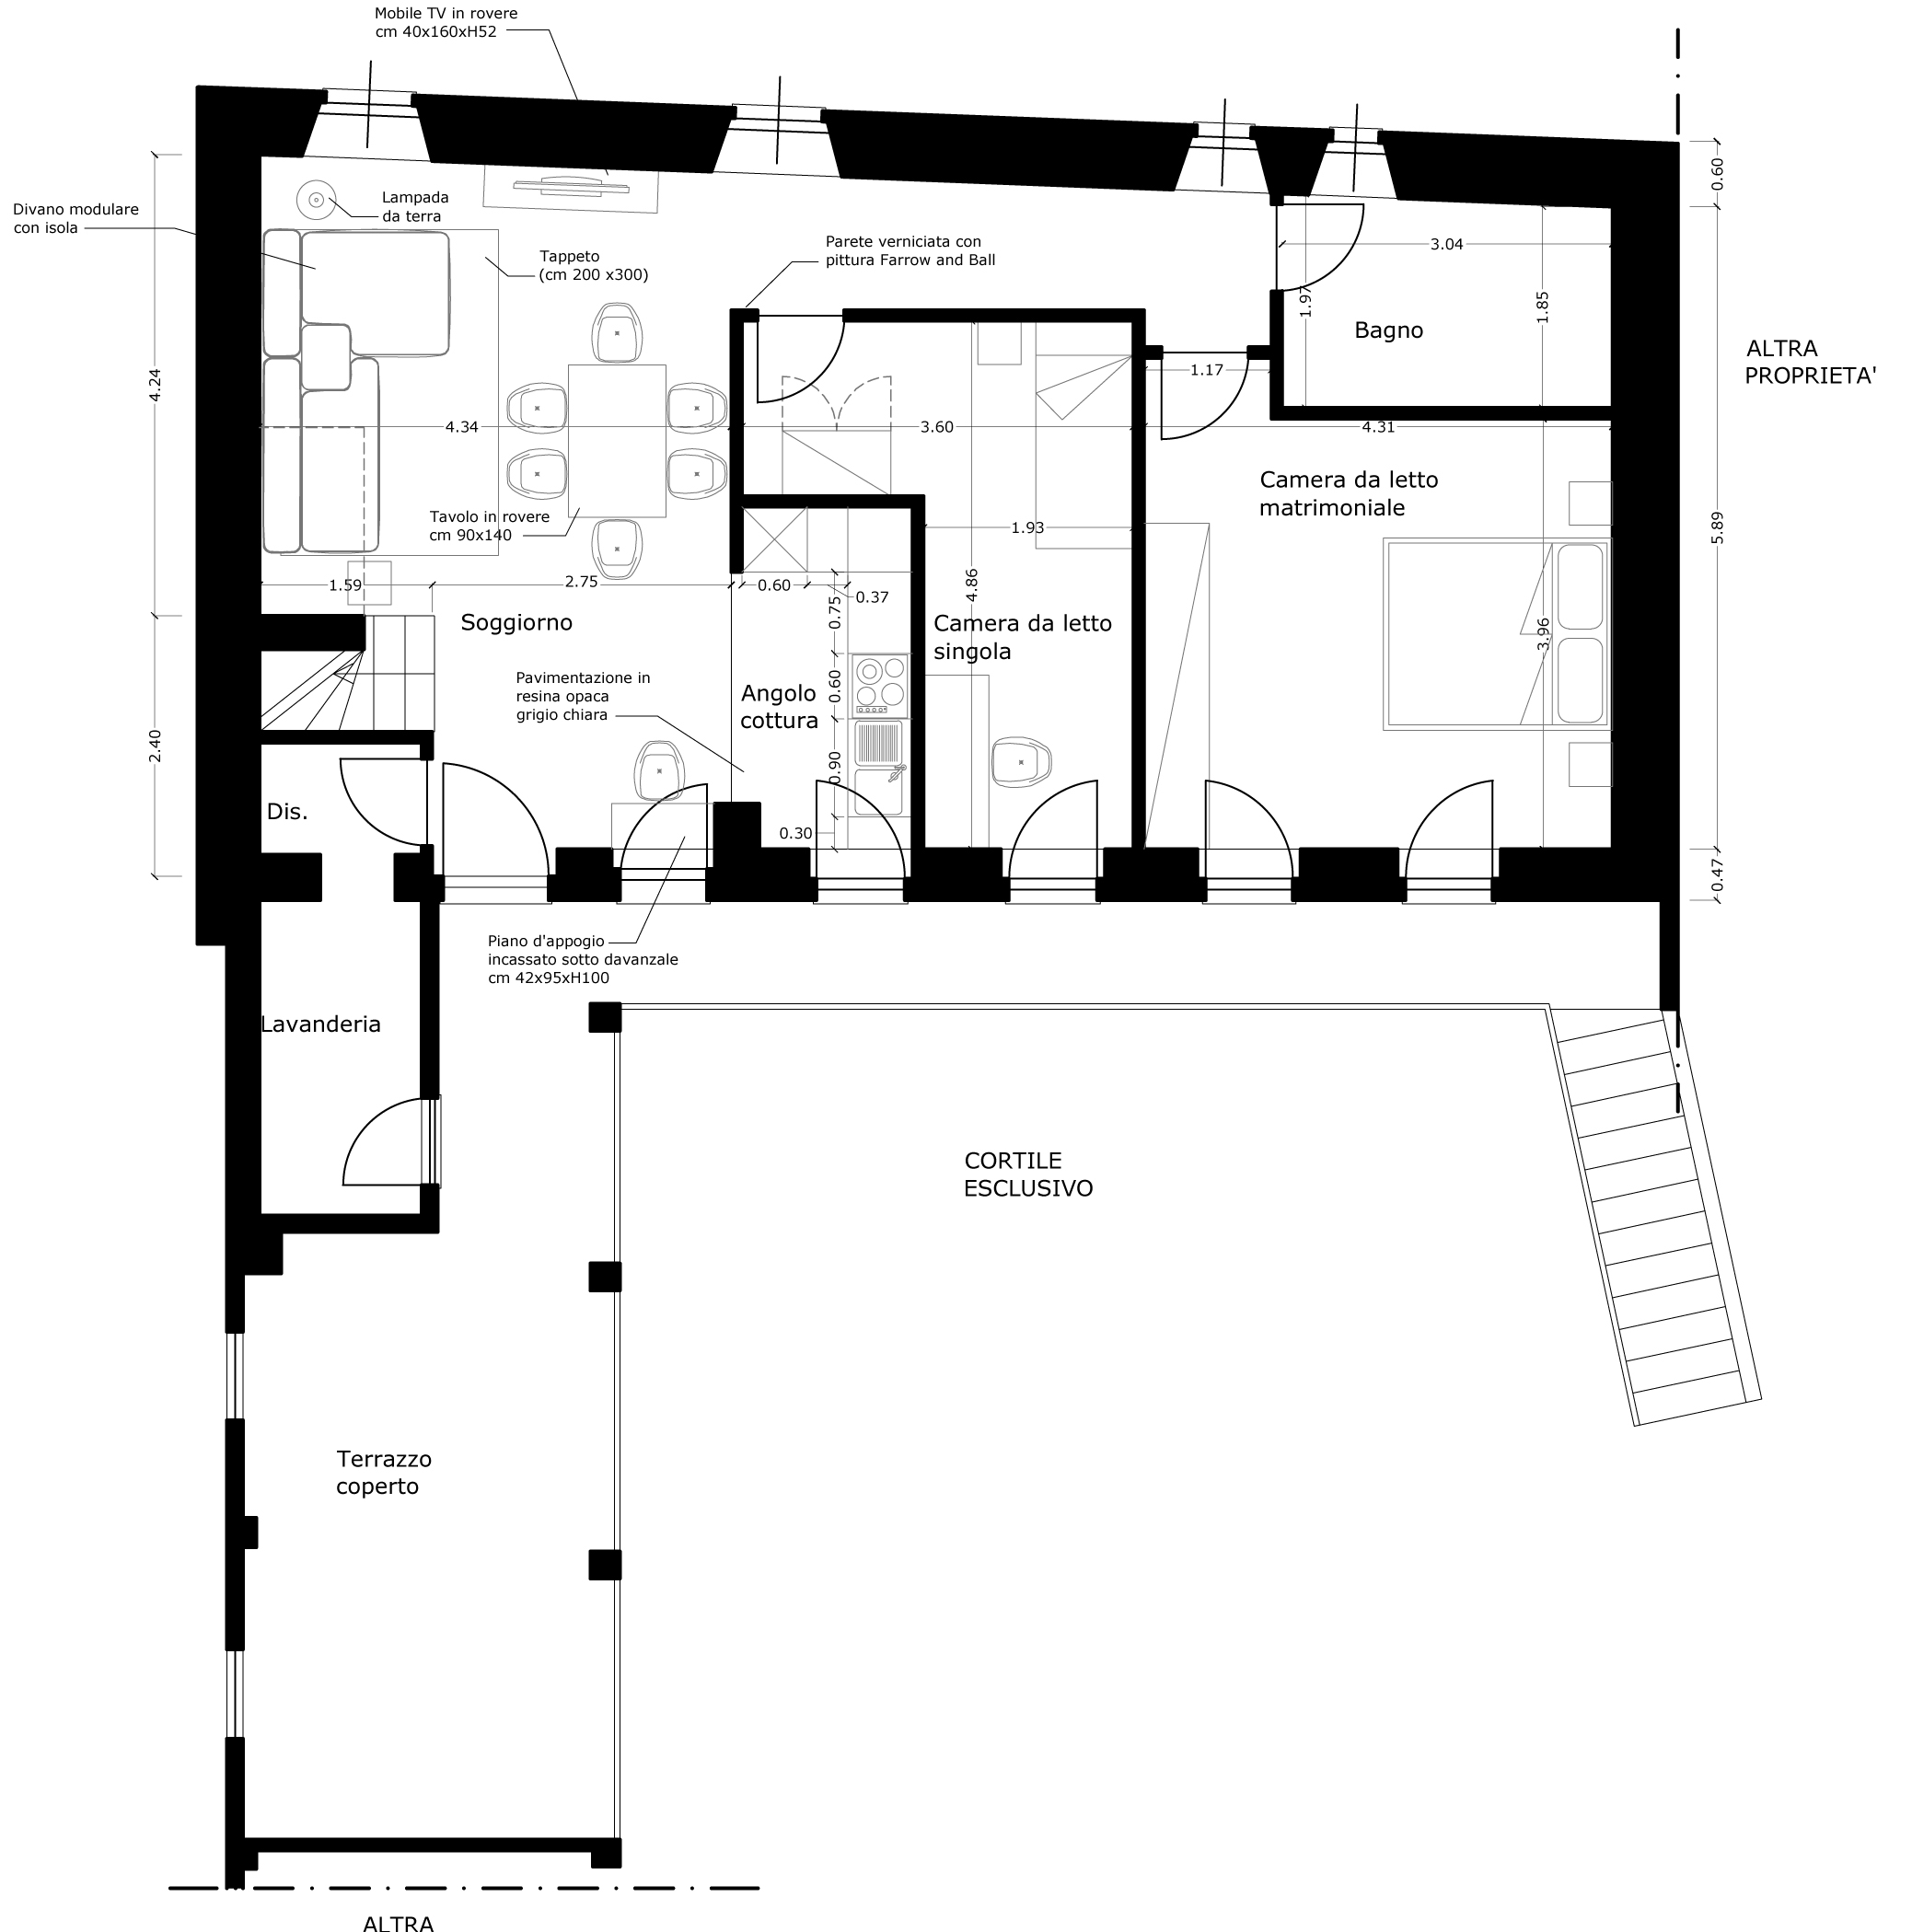 Mobile TV in rovere
cm 40x160xH52
0.60
Lampada
da terra
Divano modulare
con isola
Tappeto
(cm 200 x300)
Parete verniciata con
pittura Farrow and Ball
3.04
1.97
1.85
Bagno
ALTRA
PROPRIETA'
1.17
4.24
4.34
3.60
4.31
Camera da letto
matrimoniale
Tavolo in rovere
cm 90x140
1.93
5.89
1.59
2.75
0.60
0.37
4.86
0.75
Soggiorno
Camera da letto
singola
3.96
Pavimentazione in
resina opaca
grigio chiara
Angolo
cottura
0.60
2.40
0.90
Dis.
0.30
0.47
Piano d'appogio
incassato sotto davanzale
cm 42x95xH100
Lavanderia
CORTILE
ESCLUSIVO
Terrazzo
coperto
ALTRA